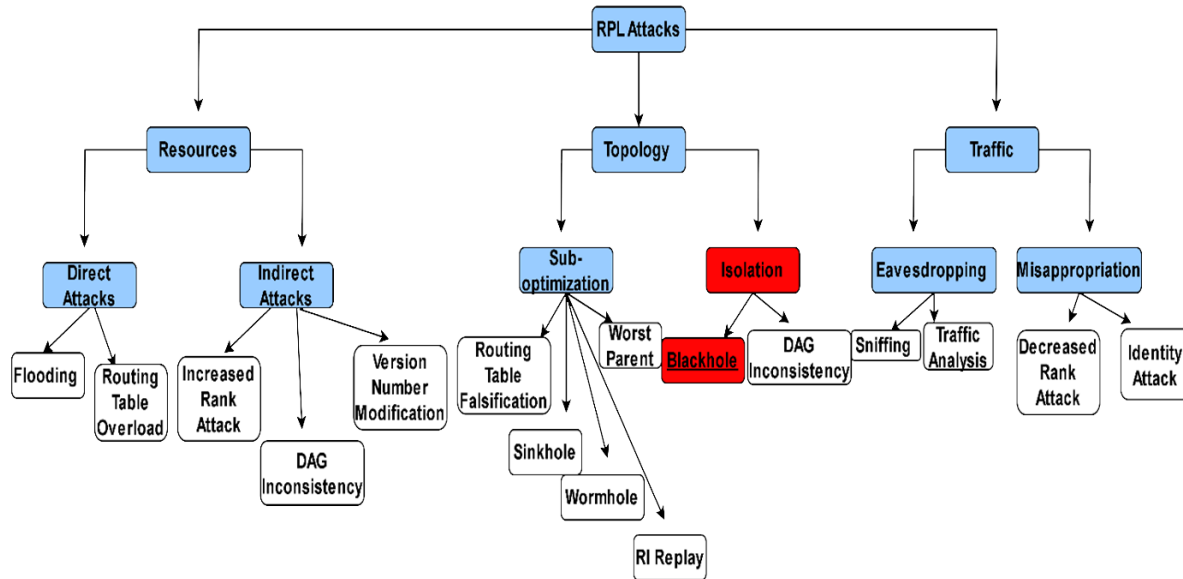 RPL Attacks
Resources
Topology
Traffic
Direct
Attacks
Indirect
Attacks
Sub-
optimization
Isolation
Eavesdropping
Misappropriation
Flooding
Routing
Table
Overload
Increased
Rank
Attack
DAG
Inconsistency
Version
Number
Modification
Routing
Table
Falsification
Sinkhole
Wormhole
RI Replay
Worst
Parent
Blackhole
DAG
Inconsistency
Sniffing
Traffic
Analysis
Decreased
Rank
Attack
Identity
Attack